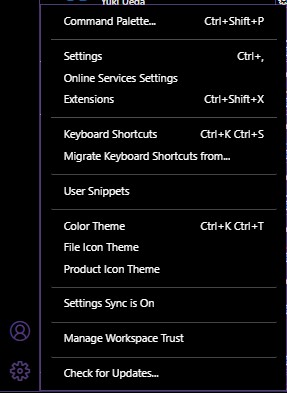 Yuki Ueda
Command Palette... Ctrl+Shift+P
Settings Ctrl+,
Online Services Settings
Extensions Ctrl+Shift+X
Keyboard Shortcuts Ctrl+K Ctrl+S
Migrate Keyboard Shortcuts from...
User Snippets
Color Theme Ctrl+K Ctrl+T
File Icon Theme
Product Icon Theme
Settings Sync is On
Manage Workspace Trust
Check for Updates...